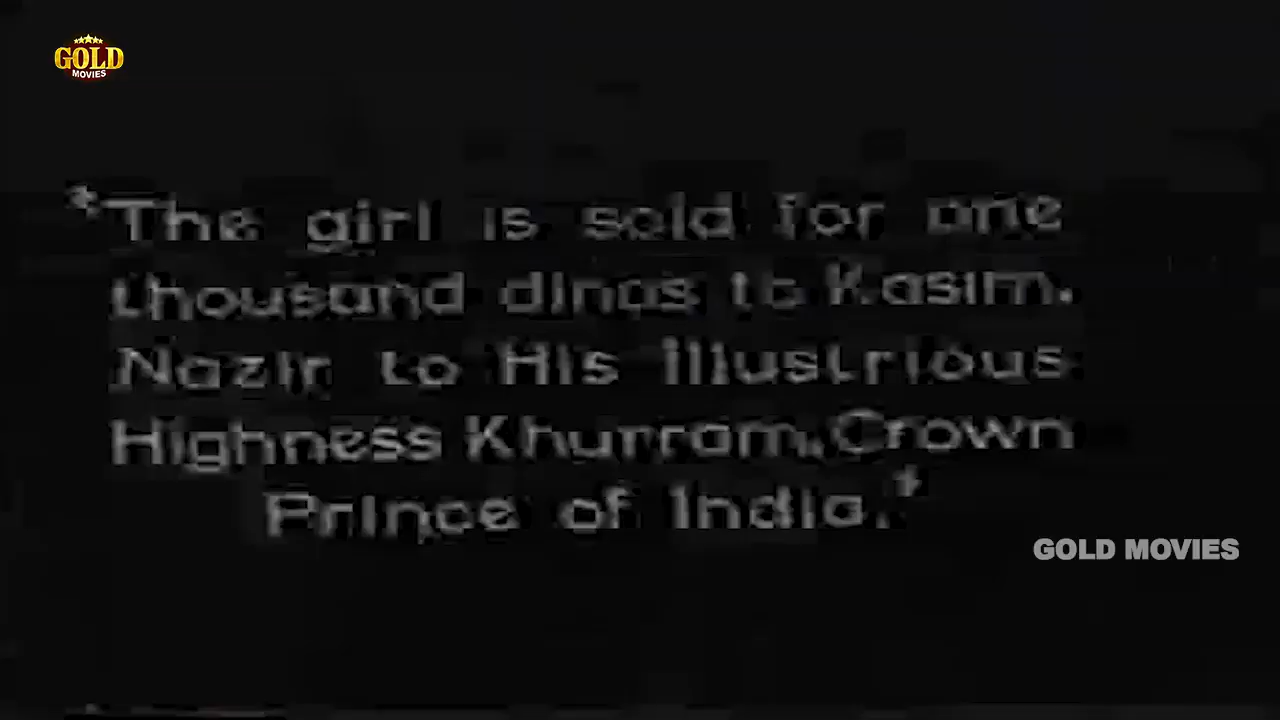 GOLD
MOVIES
"The girl is sold for one
thousand dinars to Kasim.
Nazir to His Illustrious
Highness Khurram, Crown
Prince of India."
GOLD MOVIES